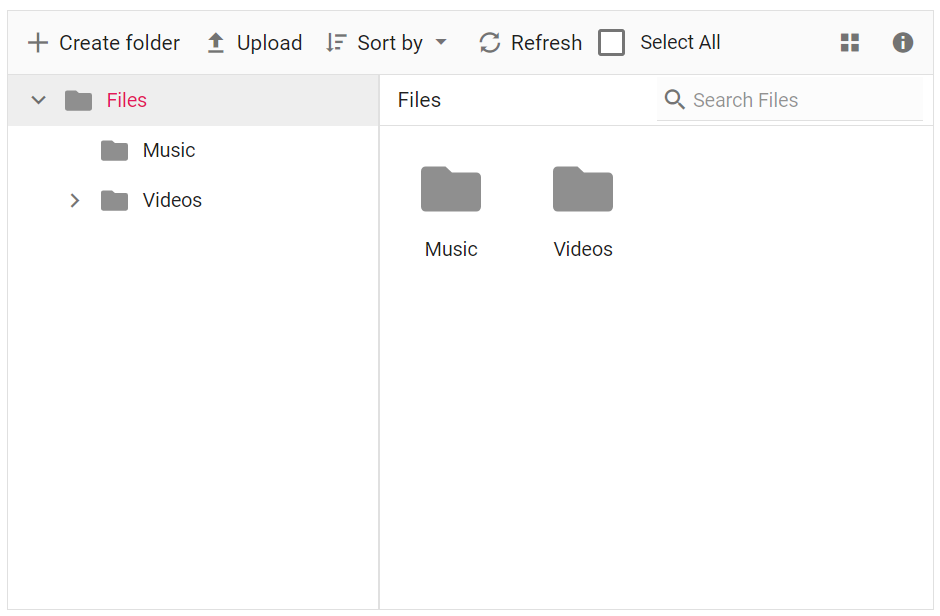 Create folder Upload Sort by Refresh Select All
Files
Music
Videos
Files Search Files
Music Videos